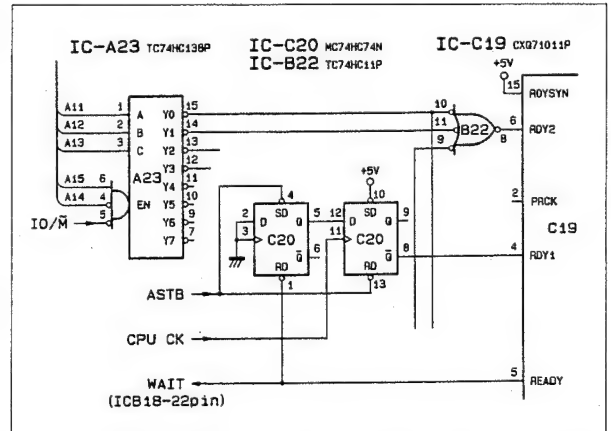 IC-A23 TC74HC138P
IC-C20 MC74HC74N
IC-B22 TC74HC11P
IC-C19 CXQ71011P
+5V
A11 1 A Y0 15
A12 2 B Y1 14
A13 3 C Y2 13
Y3 12
A23
Y4 11
A15 6
A14 4 EN Y5 10
5 Y6 9
Y7 7
IO/M̄
10
11 B22 8
9
15 RDYSYN
6 RDY2
2 PRCK
C19
4 RDY1
5 READY
+5V
4
2 D SD Q 5
3 C20
Q̄ 6
RD
1
10
12 D SD Q 9
11 C20
Q̄ 8
RD
13
ASTB
CPU CK
WAIT
(ICB18-22pin)